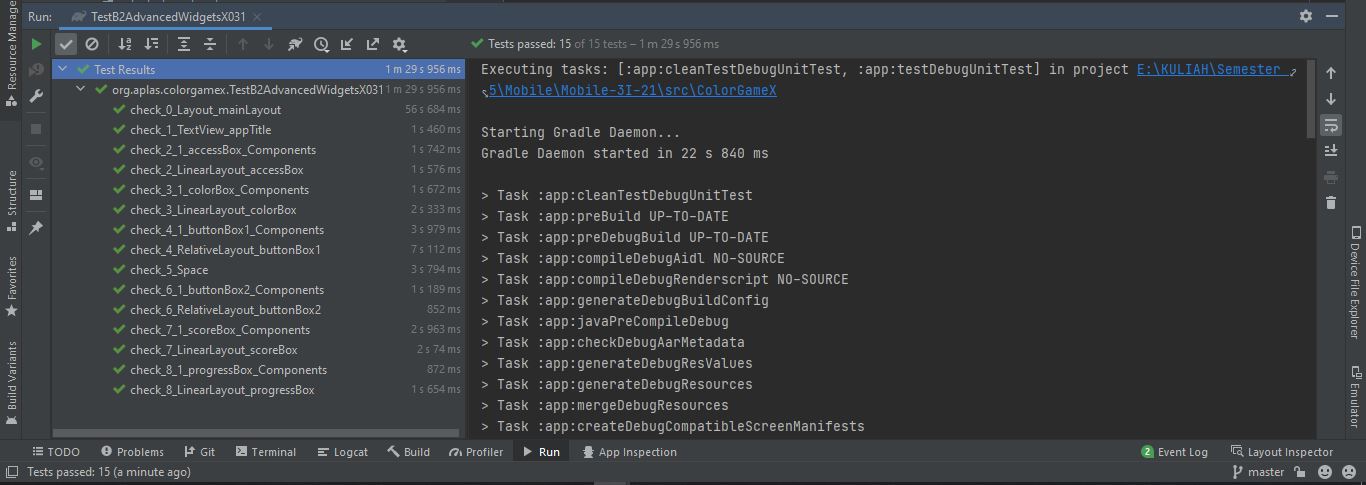 Run: TestB2AdvancedWidgetsX031
Tests passed: 15 of 15 tests – 1 m 29 s 956 ms
Test Results 1 m 29 s 956 ms
org.aplas.colorgamex.TestB2AdvancedWidgetsX031 1 m 29 s 956 ms
check_0_Layout_mainLayout 56 s 684 ms
check_1_TextView_appTitle 1 s 460 ms
check_2_1_accessBox_Components 1 s 742 ms
check_2_LinearLayout_accessBox 1 s 576 ms
check_3_1_colorBox_Components 1 s 672 ms
check_3_LinearLayout_colorBox 2 s 333 ms
check_4_1_buttonBox1_Components 3 s 979 ms
check_4_RelativeLayout_buttonBox1 7 s 112 ms
check_5_Space 3 s 794 ms
check_6_1_buttonBox2_Components 1 s 189 ms
check_6_RelativeLayout_buttonBox2 852 ms
check_7_1_scoreBox_Components 2 s 963 ms
check_7_LinearLayout_scoreBox 2 s 74 ms
check_8_1_progressBox_Components 872 ms
check_8_LinearLayout_progressBox 1 s 654 ms
Executing tasks: [:app:cleanTestDebugUnitTest, :app:testDebugUnitTest] in project E:\KULIAH\Semester
5\Mobile\Mobile-3I-21\src\ColorGameX
Starting Gradle Daemon...
Gradle Daemon started in 22 s 840 ms
> Task :app:cleanTestDebugUnitTest
> Task :app:preBuild UP-TO-DATE
> Task :app:preDebugBuild UP-TO-DATE
> Task :app:compileDebugAidl NO-SOURCE
> Task :app:compileDebugRenderscript NO-SOURCE
> Task :app:generateDebugBuildConfig
> Task :app:javaPreCompileDebug
> Task :app:checkDebugAarMetadata
> Task :app:generateDebugResValues
> Task :app:generateDebugResources
> Task :app:mergeDebugResources
> Task :app:createDebugCompatibleScreenManifests
Resource Manage
Structure
Favorites
Build Variants
Device File Explorer
Emulator
TODO Problems Git Terminal Logcat Build Profiler Run App Inspection 2 Event Log Layout Inspector
Tests passed: 15 (a minute ago) master